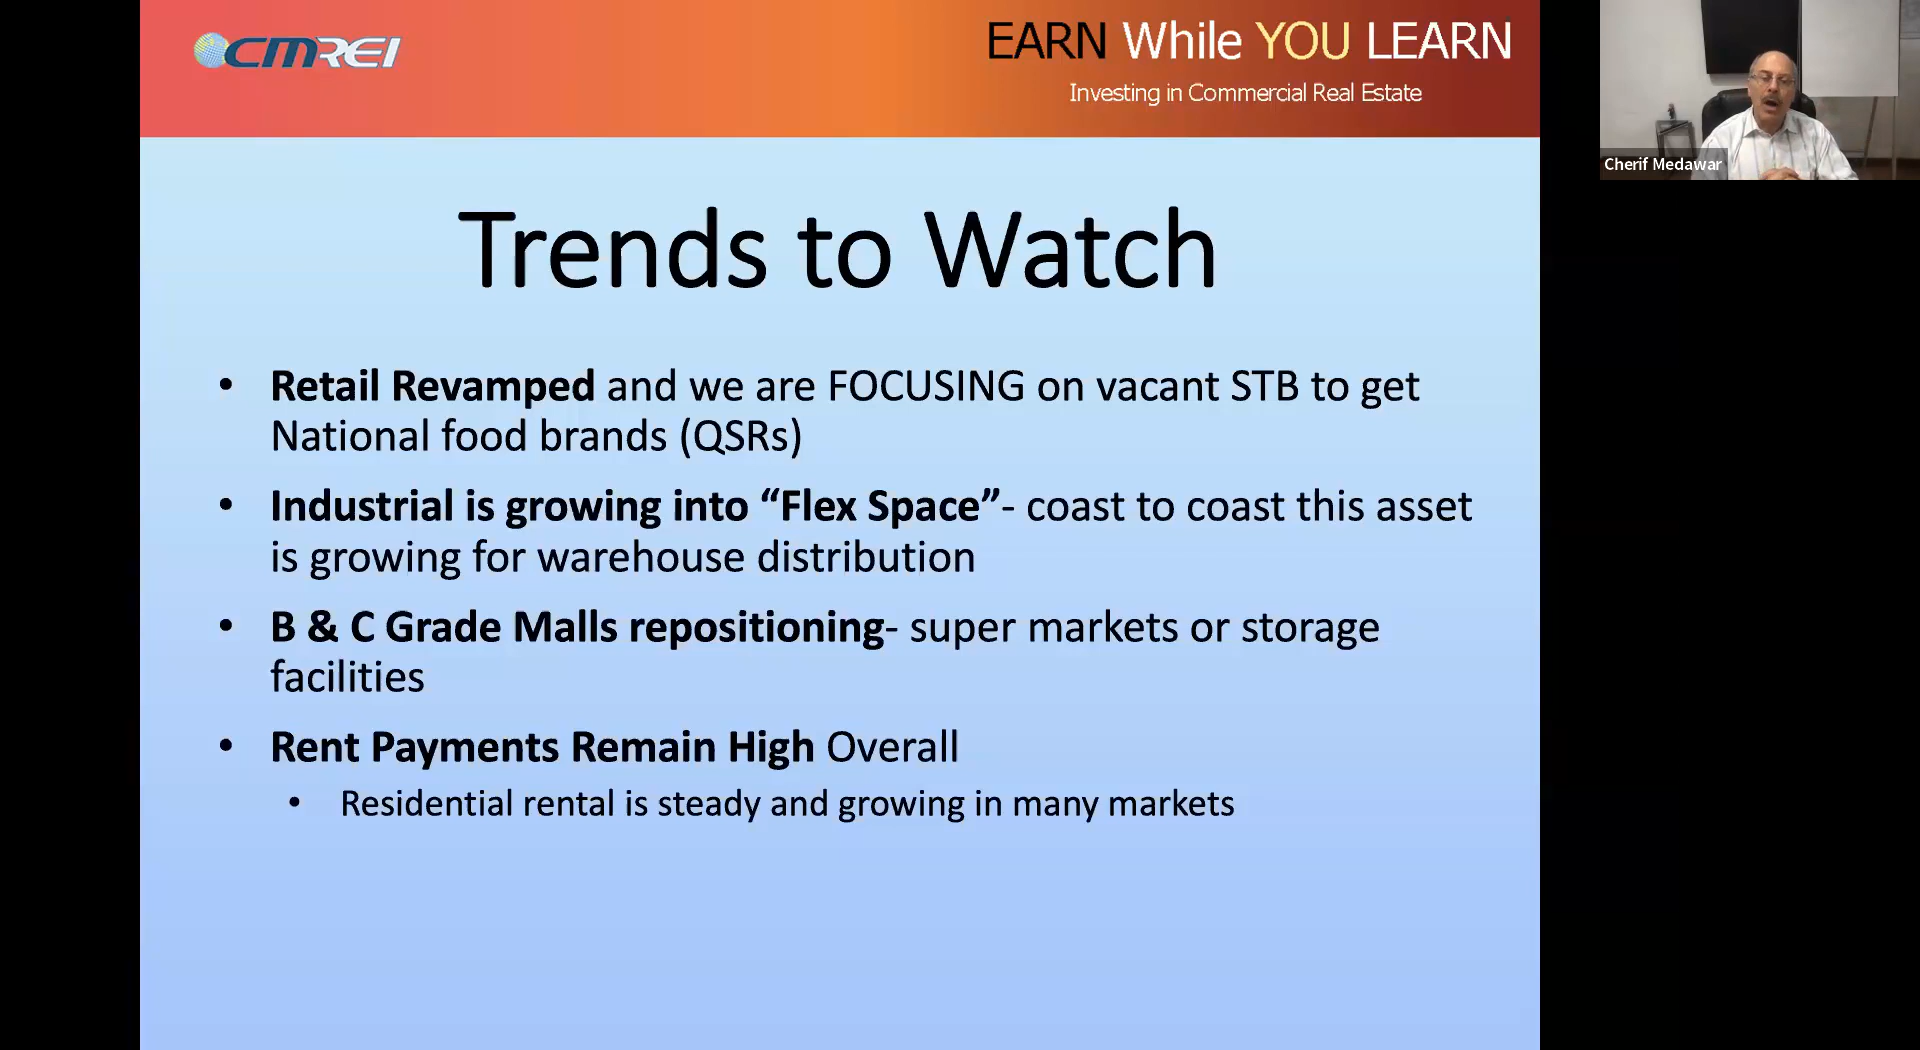 CMREI
EARN While YOU LEARN
Investing in Commercial Real Estate
Cherif Medawar
Trends to Watch
• Retail Revamped and we are FOCUSING on vacant STB to get
National food brands (QSRs)
• Industrial is growing into “Flex Space”- coast to coast this asset
is growing for warehouse distribution
• B & C Grade Malls repositioning- super markets or storage
facilities
• Rent Payments Remain High Overall
• Residential rental is steady and growing in many markets